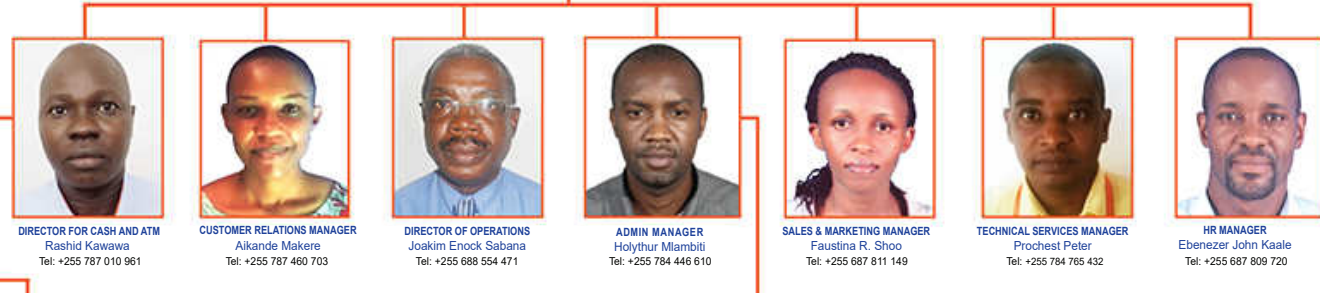 DIRECTOR FOR CASH AND ATM
Rashid Kawawa
Tel: +255 787 010 961
CUSTOMER RELATIONS MANAGER
Aikande Makere
Tel: +255 787 460 703
DIRECTOR OF OPERATIONS
Joakim Enock Sabana
Tel: +255 688 554 471
ADMIN MANAGER
Holythur Mlambiti
Tel: +255 784 446 610
SALES & MARKETING MANAGER
Faustina R. Shoo
Tel: +255 687 811 149
TECHNICAL SERVICES MANAGER
Prochest Peter
Tel: +255 784 765 432
HR MANAGER
Ebenezer John Kaale
Tel: +255 687 809 720